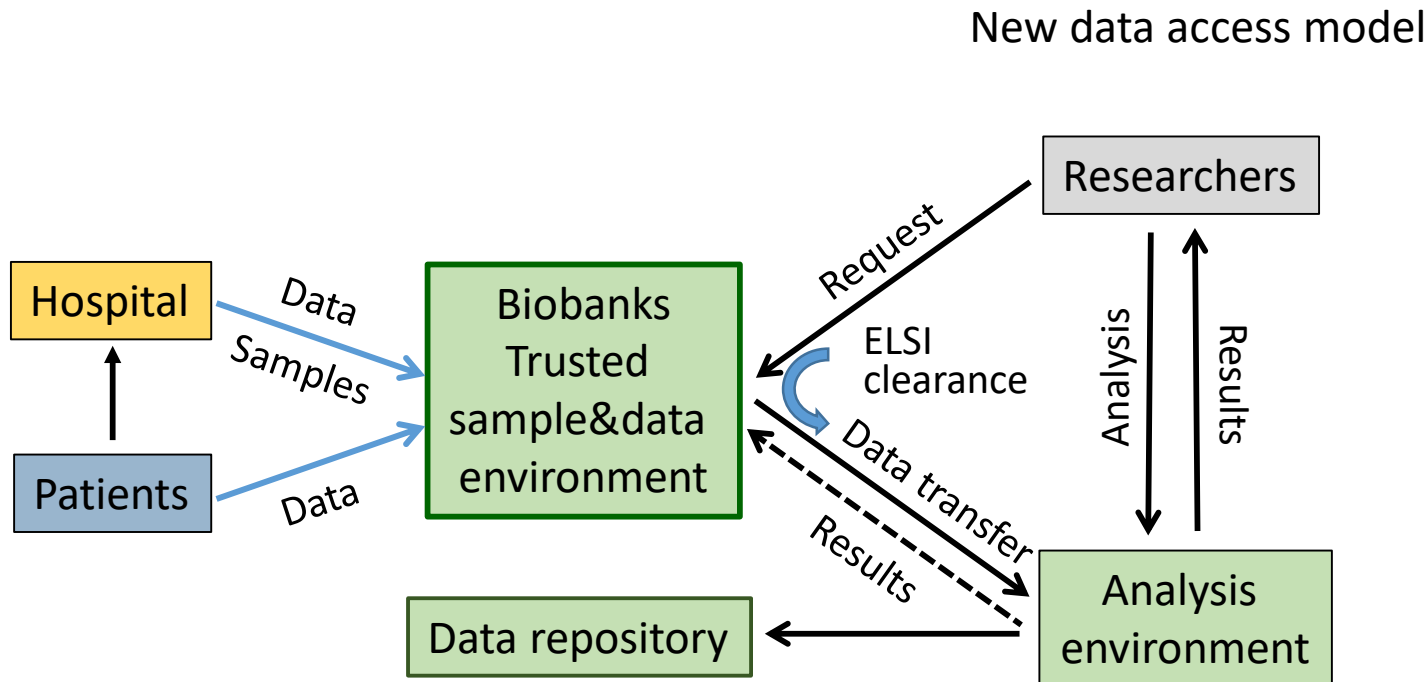 New data access model
Researchers
Request
Hospital
Data
Samples
Biobanks
Trusted
sample&data
environment
ELSI
clearance
Analysis
Results
Patients
Data
Data transfer
Results
Data repository
Analysis
environment